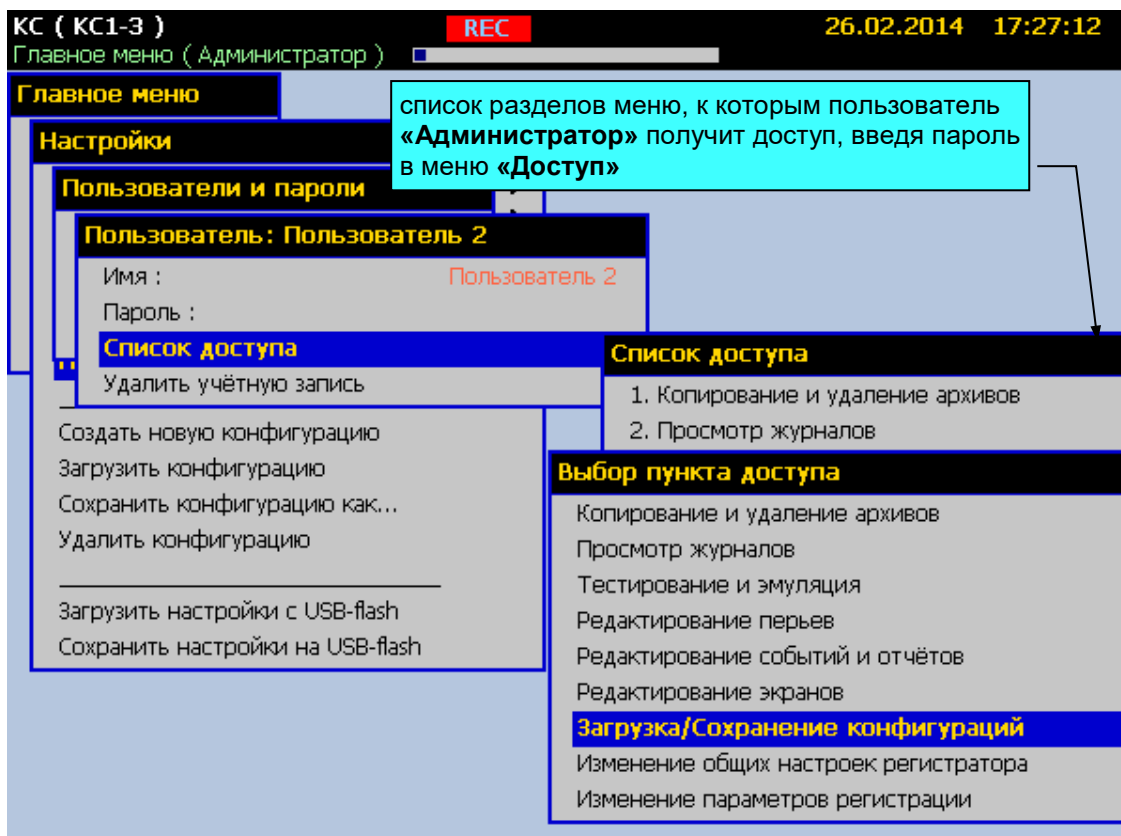 КС ( КС1-3 )
REC
26.02.2014 17:27:12
Главное меню ( Администратор )
Главное меню
список разделов меню, к которым пользователь
«Администратор» получит доступ, введя пароль
в меню «Доступ»
Настройки
Пользователи и пароли
Пользователь: Пользователь 2
Имя : Пользователь 2
Пароль :
Список доступа
Удалить учётную запись
Список доступа
1. Копирование и удаление архивов
2. Просмотр журналов
Создать новую конфигурацию
Загрузить конфигурацию
Сохранить конфигурацию как...
Удалить конфигурацию
Загрузить настройки с USB-flash
Сохранить настройки на USB-flash
Выбор пункта доступа
Копирование и удаление архивов
Просмотр журналов
Тестирование и эмуляция
Редактирование перьев
Редактирование событий и отчётов
Редактирование экранов
Загрузка/Сохранение конфигураций
Изменение общих настроек регистратора
Изменение параметров регистрации